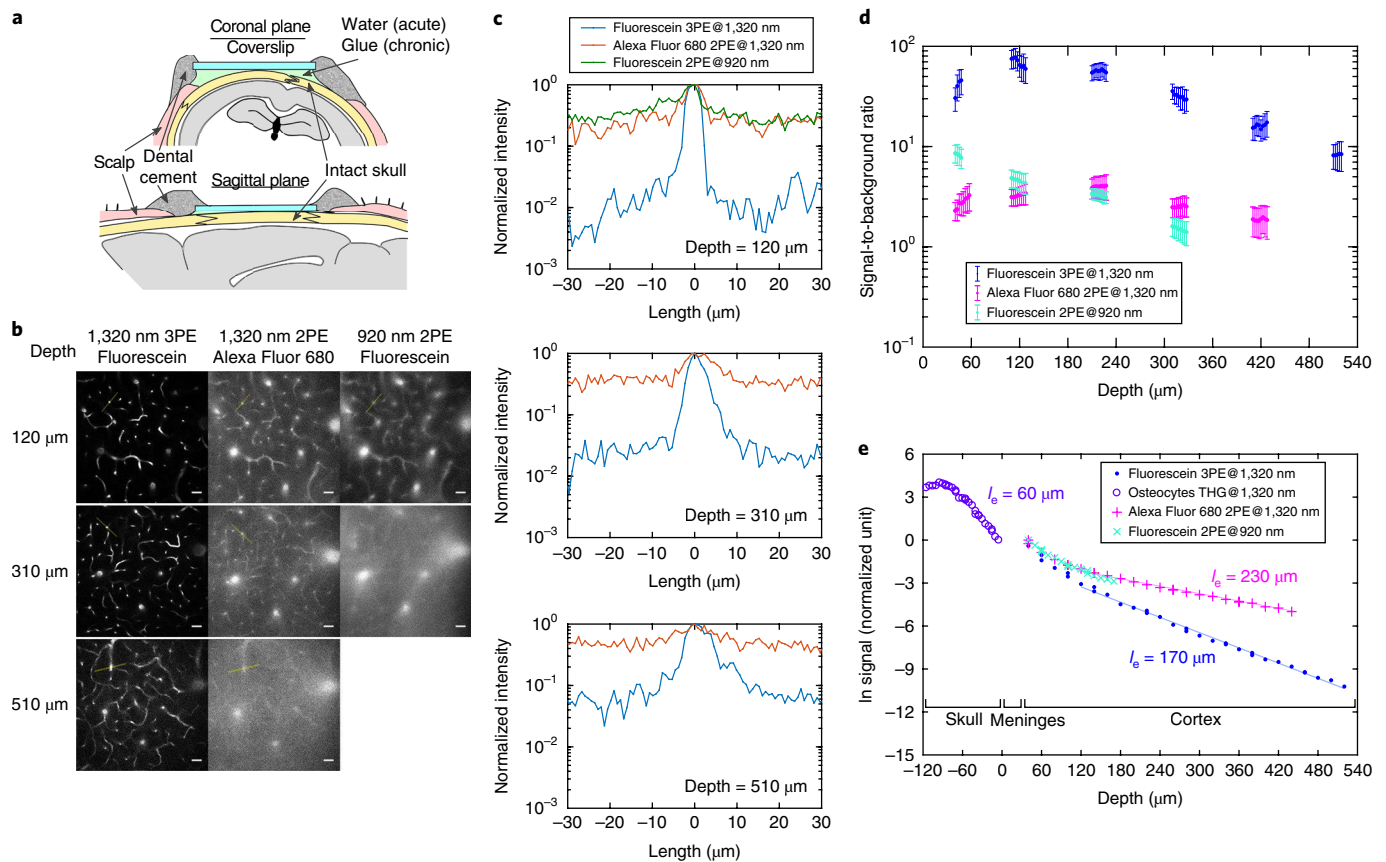 a
Coronal plane
Coverslip
Water (acute)
Glue (chronic)
Scalp
Dental
cement
Sagittal plane
Intact skull
b
1,320 nm 3PE
Fluorescein
1,320 nm 2PE
Alexa Fluor 680
920 nm 2PE
Fluorescein
Depth
120 μm
310 μm
510 μm
c
Fluorescein 3PE@1,320 nm
Alexa Fluor 680 2PE@1,320 nm
Fluorescein 2PE@920 nm
Normalized intensity
10⁰
10⁻¹
10⁻²
10⁻³
Depth = 120 μm
−30 −20 −10 0 10 20 30
Length (μm)
Normalized intensity
10⁰
10⁻¹
10⁻²
10⁻³
Depth = 310 μm
−30 −20 −10 0 10 20 30
Length (μm)
Normalized intensity
10⁰
10⁻¹
10⁻²
10⁻³
Depth = 510 μm
−30 −20 −10 0 10 20 30
Length (μm)
d
Signal-to-background ratio
10²
10¹
10⁰
10⁻¹
Fluorescein 3PE@1,320 nm
Alexa Fluor 680 2PE@1,320 nm
Fluorescein 2PE@920 nm
0 60 120 180 240 300 360 420 480 540
Depth (μm)
e
ln signal (normalized unit)
6
3
0
−3
−6
−9
−12
−15
Fluorescein 3PE@1,320 nm
Osteocytes THG@1,320 nm
Alexa Fluor 680 2PE@1,320 nm
Fluorescein 2PE@920 nm
lₑ = 60 μm
lₑ = 230 μm
lₑ = 170 μm
Skull Meninges Cortex
−120 −60 0 60 120 180 240 300 360 420 480 540
Depth (μm)